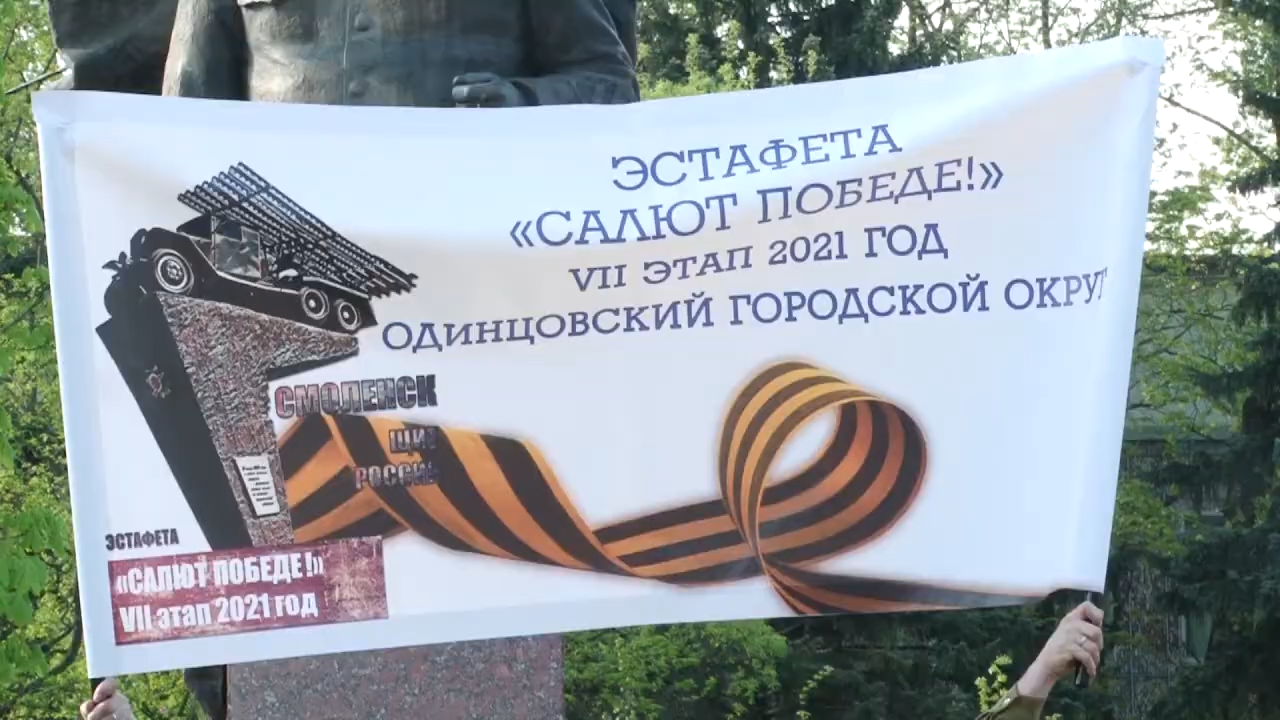 ЭСТАФЕТА
«САЛЮТ ПОБЕДЕ!»
VII ЭТАП 2021 ГОД
ОДИНЦОВСКИЙ ГОРОДСКОЙ ОКРУГ
СМОЛЕНСК
ЩИТ
РОССИИ
ЭСТАФЕТА
«САЛЮТ ПОБЕДЕ!»
VII этап 2021 год